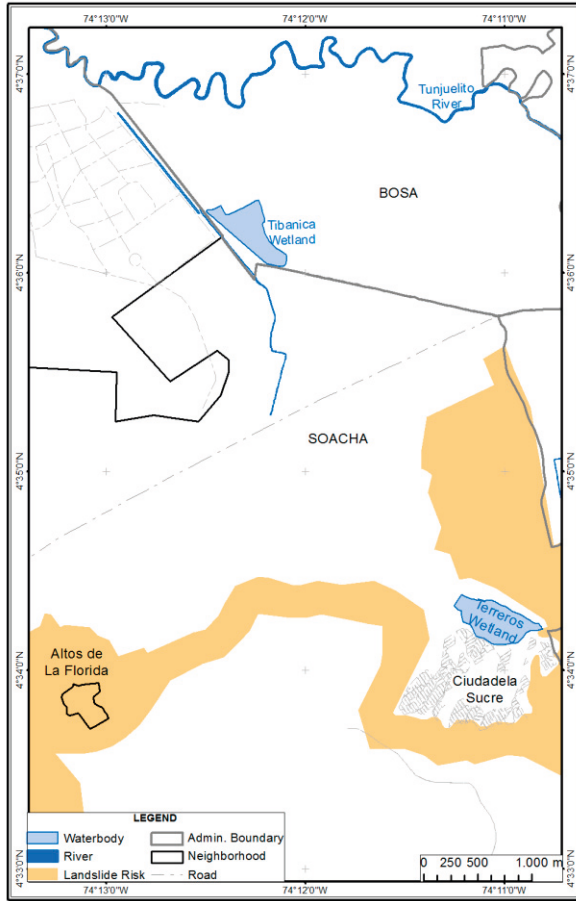 74°13'0"W 74°12'0"W 74°11'0"W
4°37'0"N 4°37'0"N
Tunjuelito
River
BOSA
Tibanica
Wetland
4°36'0"N 4°36'0"N
SOACHA
4°35'0"N 4°35'0"N
Terreros
Wetland
Altos de
La Florida
4°34'0"N 4°34'0"N
Ciudadela
Sucre
LEGEND
Waterbody Admin. Boundary
River Neighborhood
Landslide Risk Road
0 250 500 1.000 m
4°33'0"N 4°33'0"N
74°13'0"W 74°12'0"W 74°11'0"W